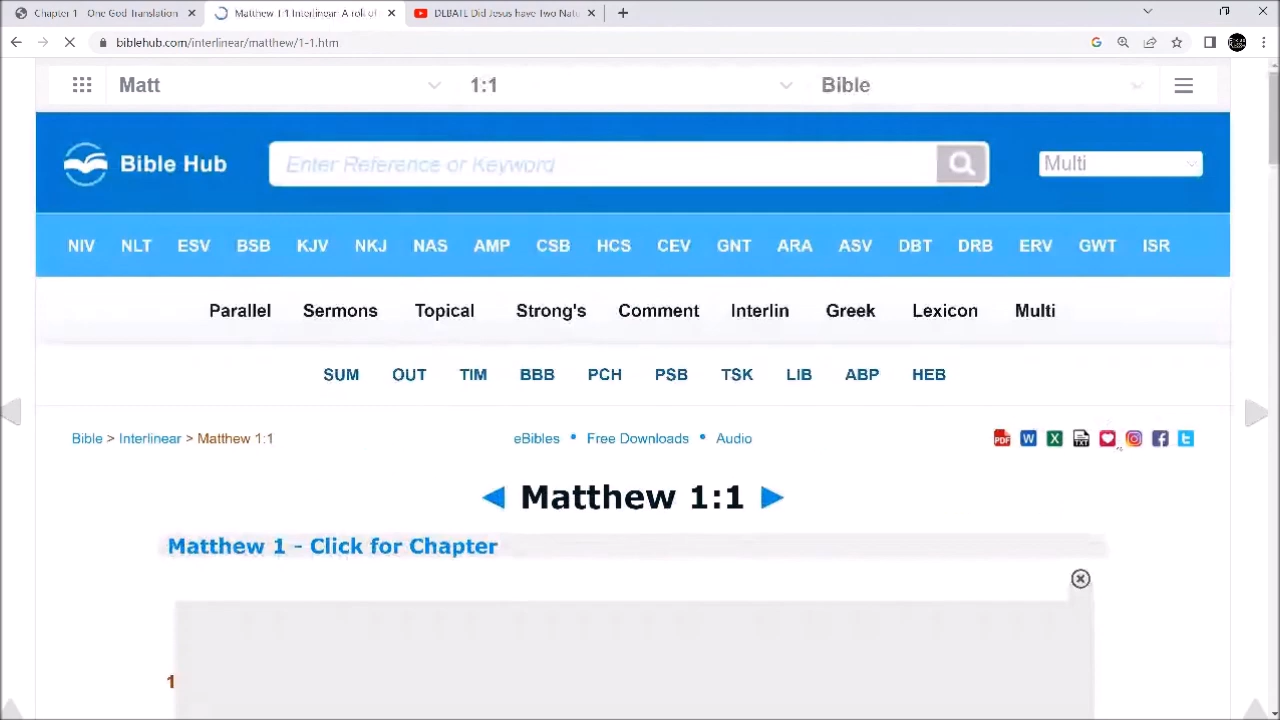 Chapter 1 - One God Translation
Matthew 1:1 Interlinear: A roll of
DEBATE Did Jesus have Two Natu
biblehub.com/interlinear/matthew/1-1.htm
Matt 1:1 Bible
Bible Hub Enter Reference or Keyword Multi
NIV NLT ESV BSB KJV NKJ NAS AMP CSB HCS CEV GNT ARA ASV DBT DRB ERV GWT ISR
Parallel Sermons Topical Strong's Comment Interlin Greek Lexicon Multi
SUM OUT TIM BBB PCH PSB TSK LIB ABP HEB
Bible > Interlinear > Matthew 1:1
eBibles • Free Downloads • Audio
PDF W X TXT
◄ Matthew 1:1 ►
Matthew 1 - Click for Chapter
1